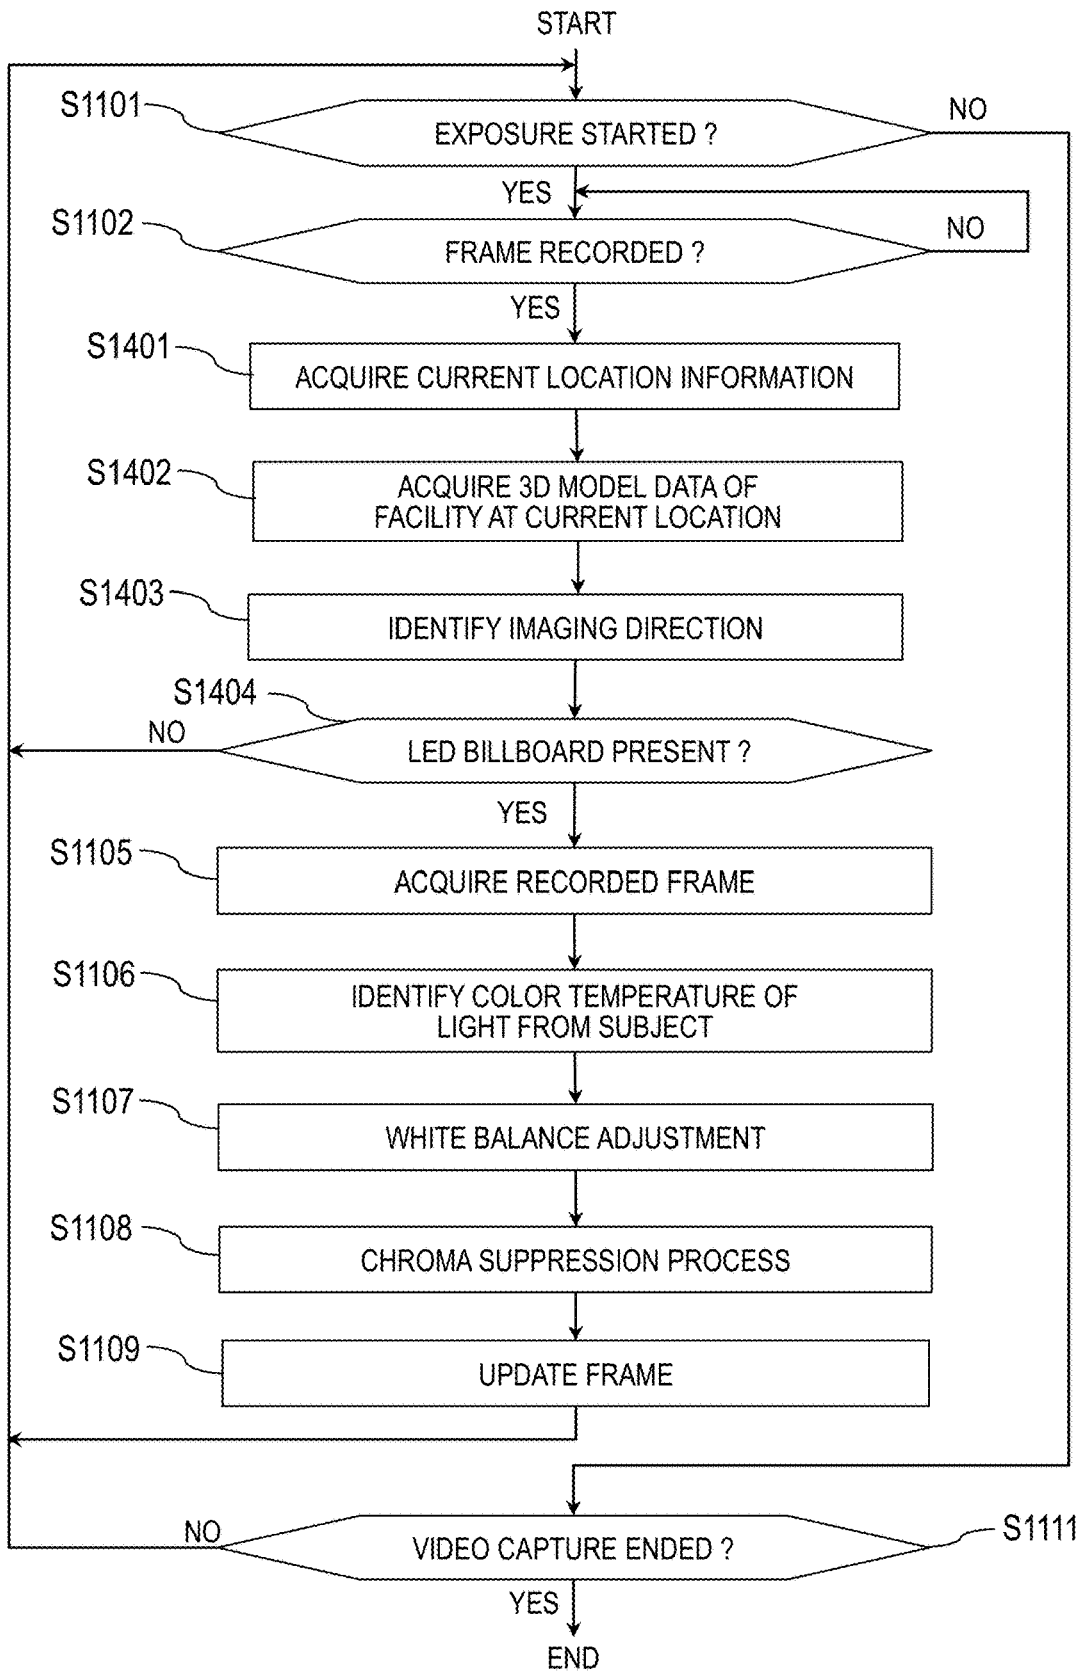 START
S1101
EXPOSURE STARTED ?
NO
YES
S1102
FRAME RECORDED ?
NO
YES
S1401
ACQUIRE CURRENT LOCATION INFORMATION
S1402
ACQUIRE 3D MODEL DATA OF
FACILITY AT CURRENT LOCATION
S1403
IDENTIFY IMAGING DIRECTION
S1404
NO
LED BILLBOARD PRESENT ?
YES
S1105
ACQUIRE RECORDED FRAME
S1106
IDENTIFY COLOR TEMPERATURE OF
LIGHT FROM SUBJECT
S1107
WHITE BALANCE ADJUSTMENT
S1108
CHROMA SUPPRESSION PROCESS
S1109
UPDATE FRAME
NO
VIDEO CAPTURE ENDED ?
S1111
YES
END